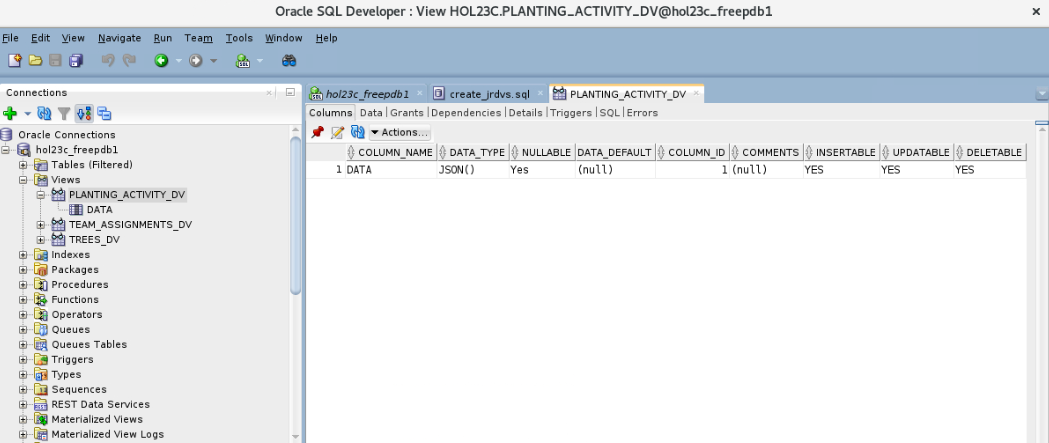 Oracle SQL Developer : View HOL23C.PLANTING_ACTIVITY_DV@hol23c_freepdb1
File Edit View Navigate Run Team Tools Window Help
Connections
Oracle Connections
hol23c_freepdb1
Tables (Filtered)
Views
PLANTING_ACTIVITY_DV
DATA
TEAM_ASSIGNMENTS_DV
TREES_DV
Indexes
Packages
Procedures
Functions
Operators
Queues
Queues Tables
Triggers
Types
Sequences
REST Data Services
Materialized Views
Materialized View Logs
hol23c_freepdb1 create_jrdvs.sql PLANTING_ACTIVITY_DV
Columns Data Grants Dependencies Details Triggers SQL Errors
Actions...
COLUMN_NAME DATA_TYPE NULLABLE DATA_DEFAULT COLUMN_ID COMMENTS INSERTABLE UPDATABLE DELETABLE
1 DATA JSON() Yes (null) 1 (null) YES YES YES